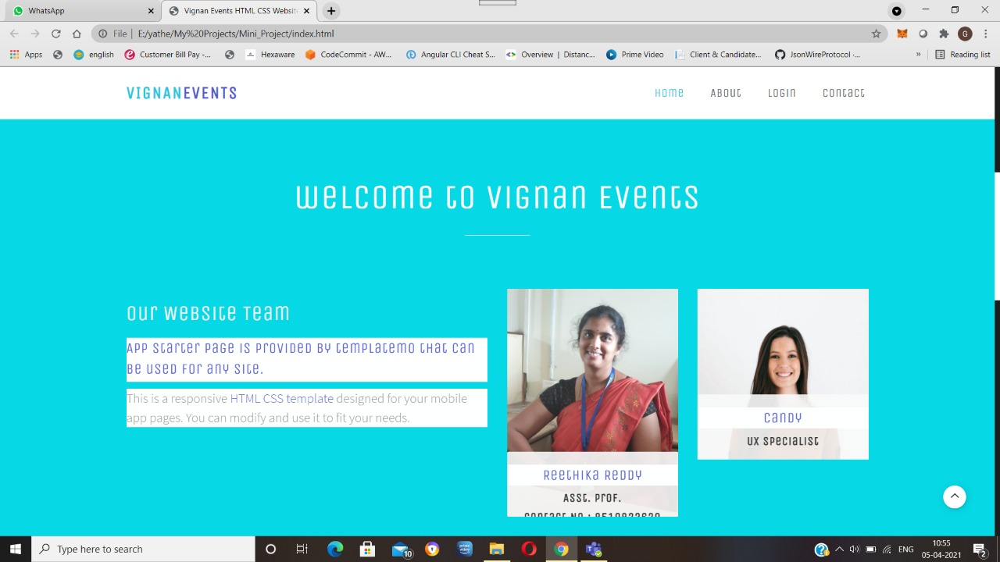 WhatsApp
Vignan Events HTML CSS Websit
File | E:/yathe/My%20Projects/Mini_Project/index.html
G
Apps
english
Customer Bill Pay -...
Hexaware
CodeCommit - AW...
Angular CLI Cheat S...
Overview | Distanc...
Prime Video
Client & Candidate...
JsonWireProtocol ·...
»
Reading list
VIGNANEVENTS
Home
About
Login
Contact
Welcome to Vignan Events
Our Website Team
App Starter Page is provided by templatemo that can
be used for any site.
This is a responsive HTML CSS template designed for your mobile
app pages. You can modify and use it to fit your needs.
Reethika Reddy
Asst. Prof.
Contact No :
Candy
UX Specialist
Type here to search
10
prime video
ENG
10:55
05-04-2021
2